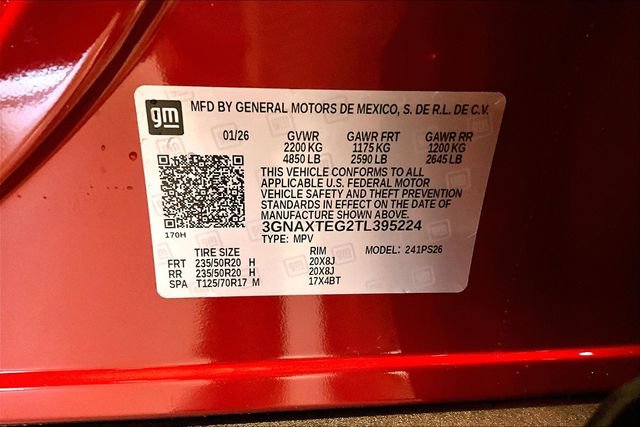 gm
MFD BY GENERAL MOTORS DE MEXICO, S. DE R.L. DE C.V.
01/26 GVWR GAWR FRT GAWR RR
2200 KG 1175 KG 1200 KG
4850 LB 2590 LB 2645 LB
THIS VEHICLE CONFORMS TO ALL
APPLICABLE U.S. FEDERAL MOTOR
VEHICLE SAFETY AND THEFT PREVENTION
STANDARDS IN EFFECT ON THE DATE OF
MANUFACTURE SHOWN ABOVE.
170H
3GNAXTEG2TL395224
TYPE: MPV
TIRE SIZE RIM MODEL: 241PS26
FRT 235/50R20 H 20X8J
RR 235/50R20 H 20X8J
SPA T125/70R17 M 17X4BT